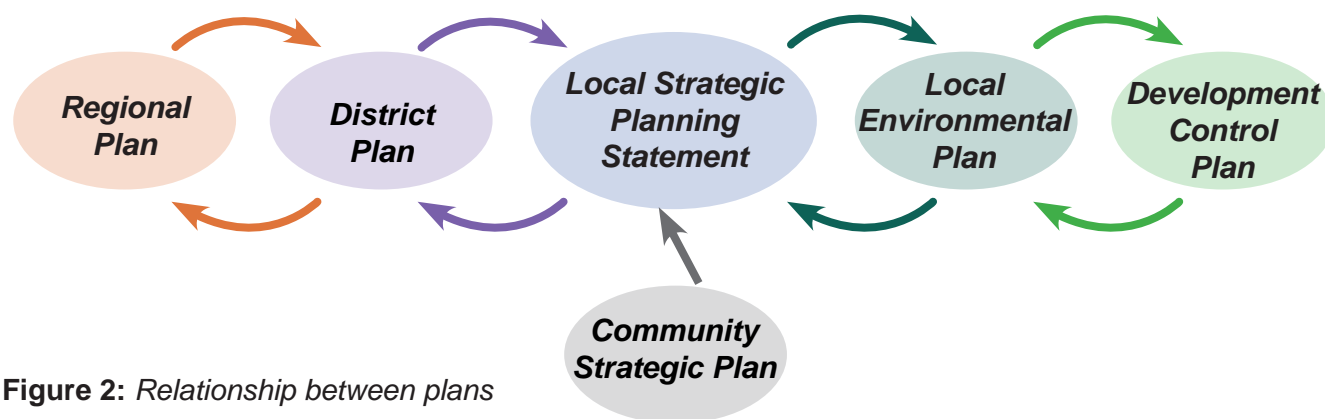 Regional
Plan
District
Plan
Local Strategic
Planning
Statement
Local
Environmental
Plan
Development
Control
Plan
Community
Strategic Plan
Figure 2: Relationship between plans